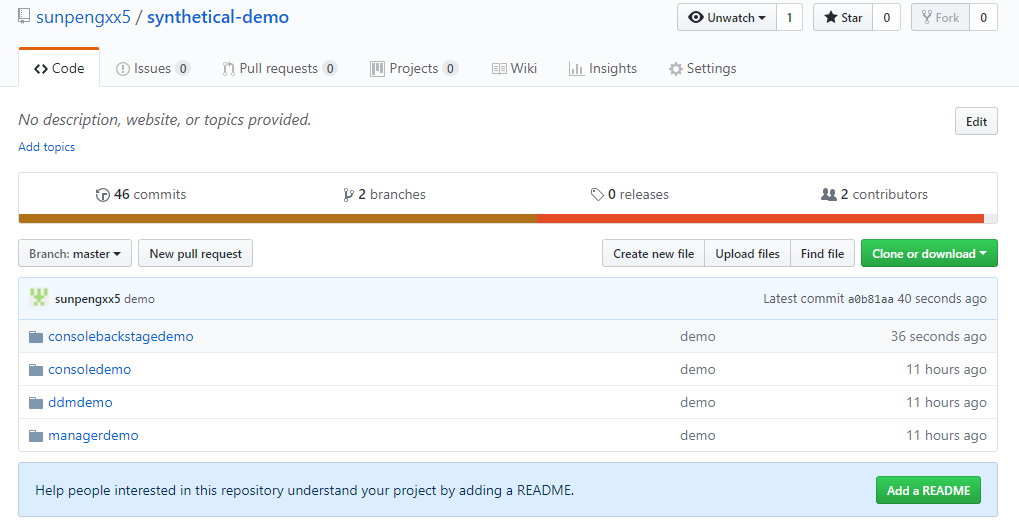 sunpengxx5 / synthetical-demo Unwatch 1 Star 0 Fork 0
Code Issues 0 Pull requests 0 Projects 0 Wiki Insights Settings
No description, website, or topics provided. Edit
Add topics
46 commits 2 branches 0 releases 2 contributors
Branch: master New pull request Create new file Upload files Find file Clone or download
sunpengxx5 demo Latest commit a0b81aa 40 seconds ago
consolebackstagedemo demo 36 seconds ago
consoledemo demo 11 hours ago
ddmdemo demo 11 hours ago
managerdemo demo 11 hours ago
Help people interested in this repository understand your project by adding a README. Add a README